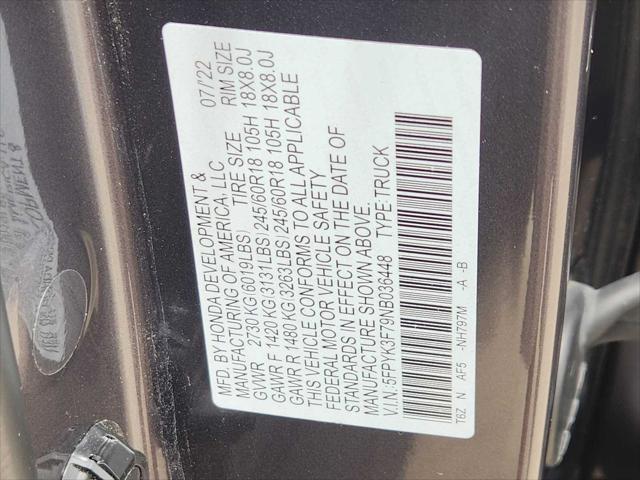 MFD. BY HONDA DEVELOPMENT & 07/'22
MANUFACTURING OF AMERICA, LLC
TIRE SIZE RIM SIZE
GVWR 2730 KG(6019LBS)
GAWR F 1420 KG(3131LBS)245/60R18 105H 18X8.0J
GAWR R 1480 KG(3263LBS)245/60R18 105H 18X8.0J
THIS VEHICLE CONFORMS TO ALL APPLICABLE
FEDERAL MOTOR VEHICLE SAFETY
STANDARDS IN EFFECT ON THE DATE OF
MANUFACTURE SHOWN ABOVE.
V.I.N.:5FPYK3F79NB036448 TYPE:TRUCK
T6Z N AF5 -NH797M -A -B